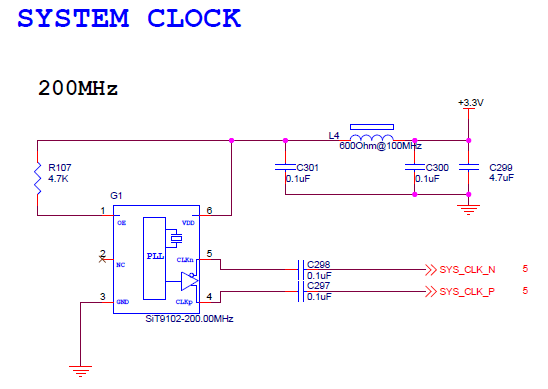 SYSTEM CLOCK
200MHz
+3.3V
L4
600Ohm@100MHz
R107
4.7K
C301
0.1uF
C300
0.1uF
C299
4.7uF
G1
1
OE
VDD
6
2
NC
PLL
CLKn
5
3
GND
CLKp
4
SiT9102-200.00MHz
C298
0.1uF
SYS_CLK_N
5
C297
0.1uF
SYS_CLK_P
5